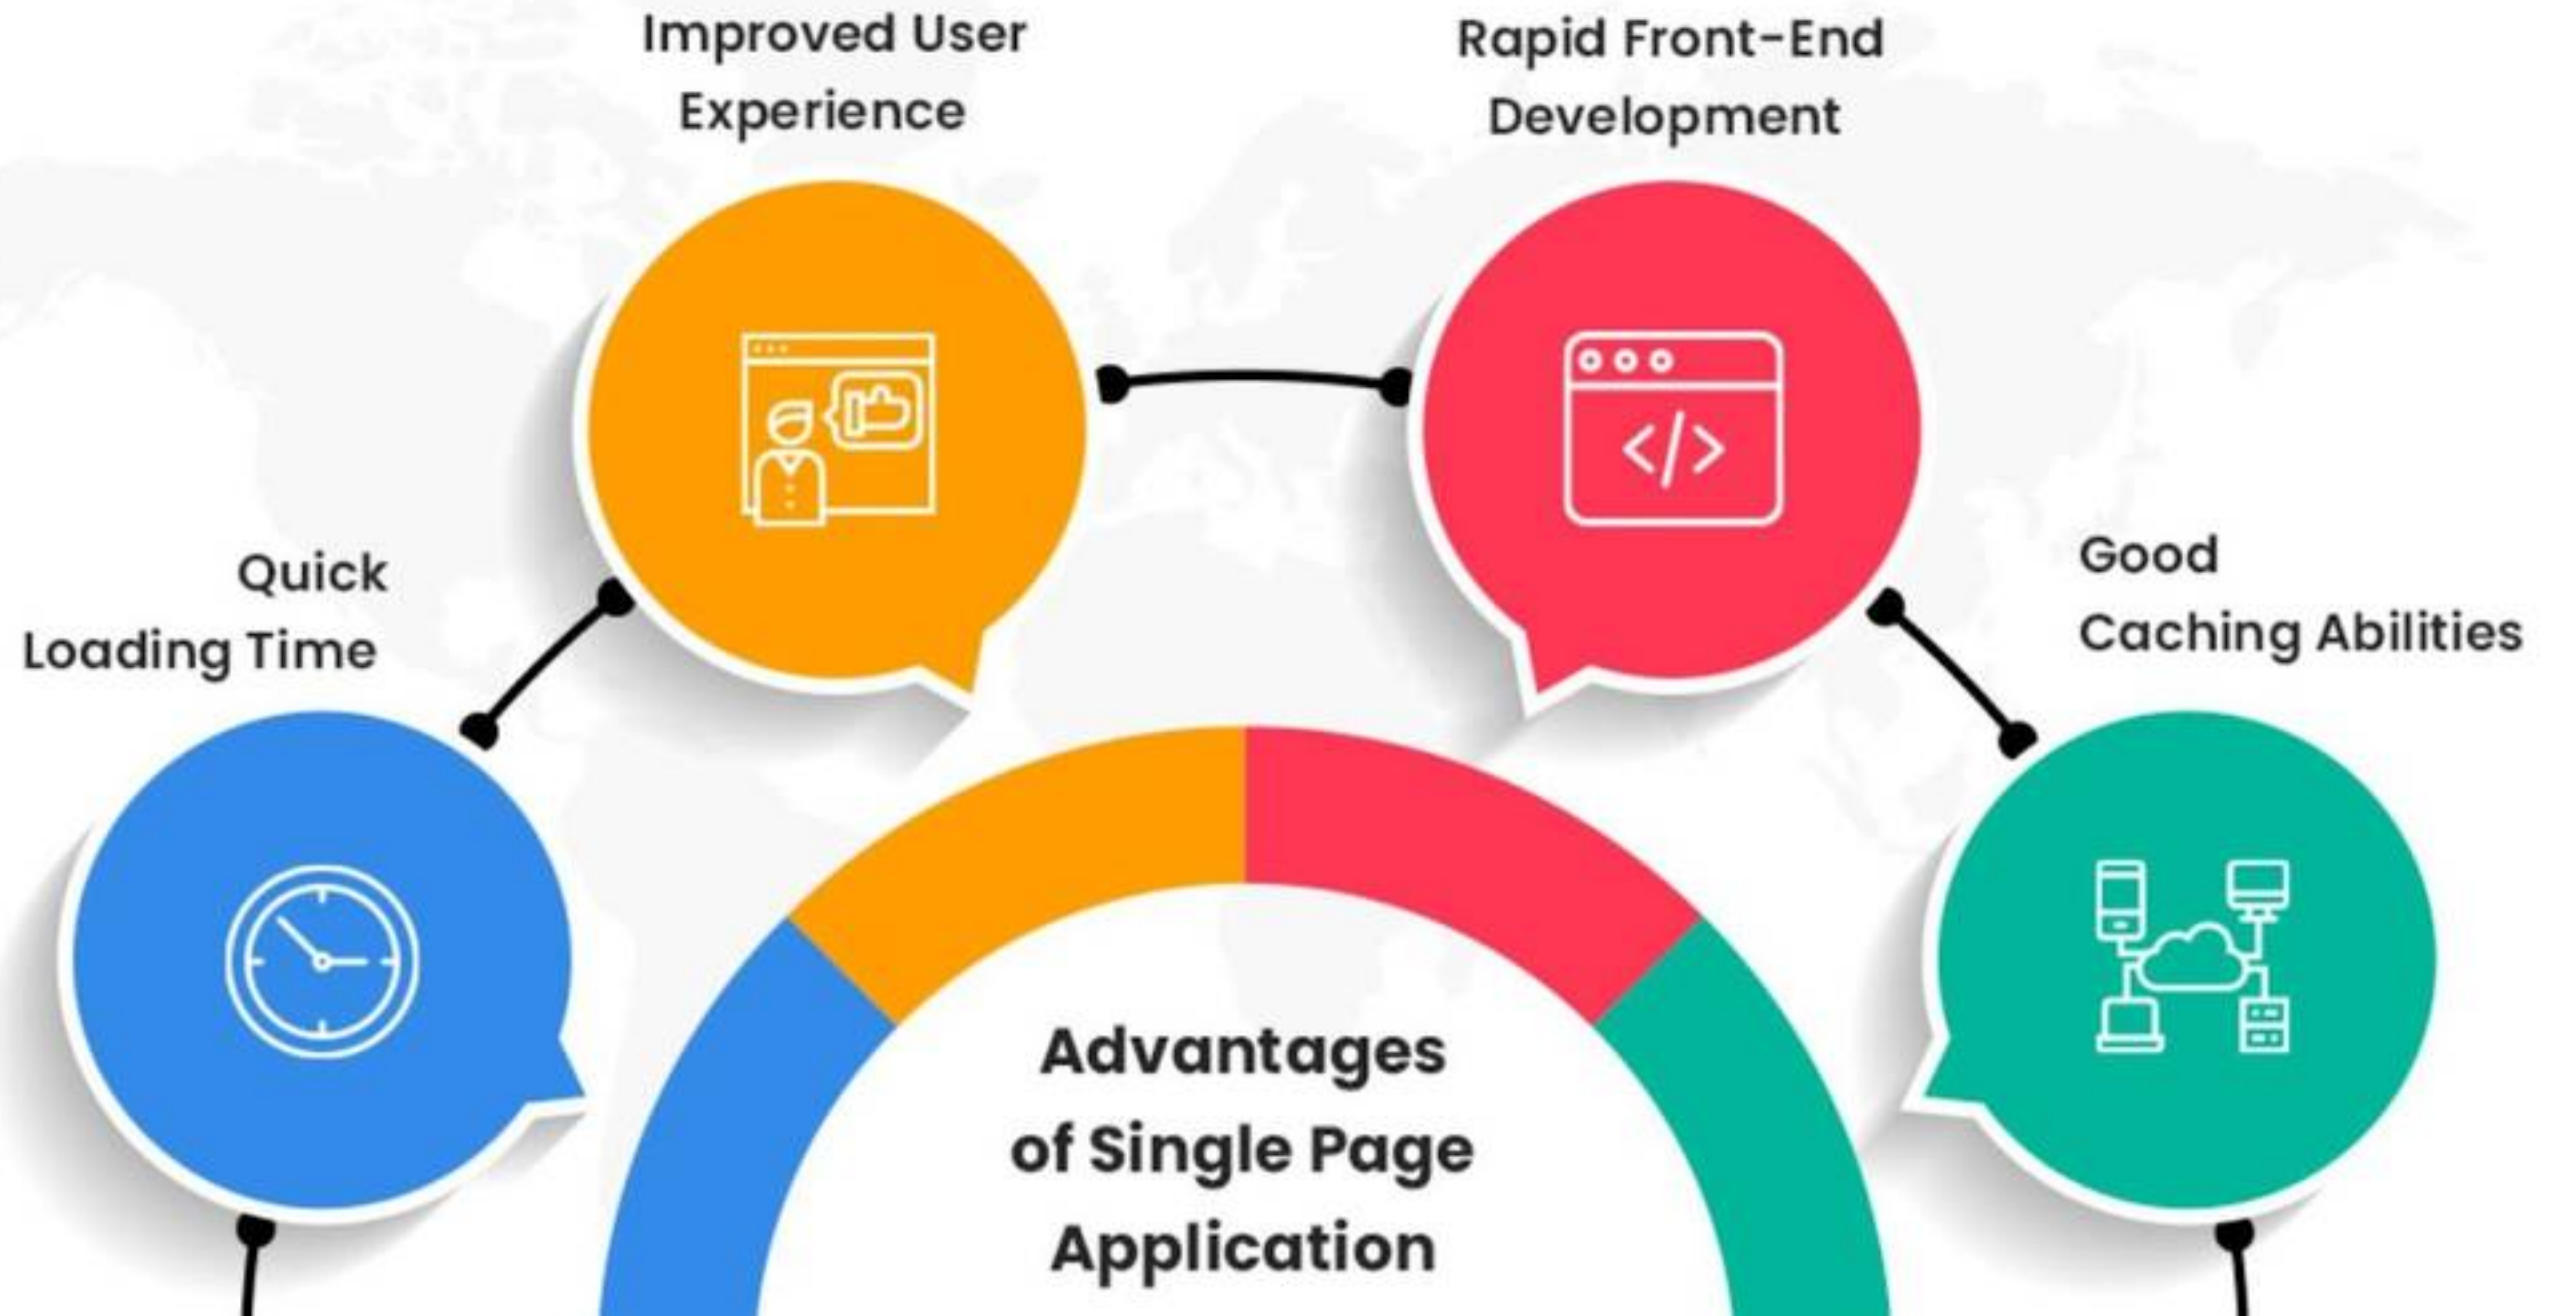 Improved User
Experience
Rapid Front-End
Development
Quick
Loading Time
Good
Caching Abilities
Advantages
of Single Page
Application